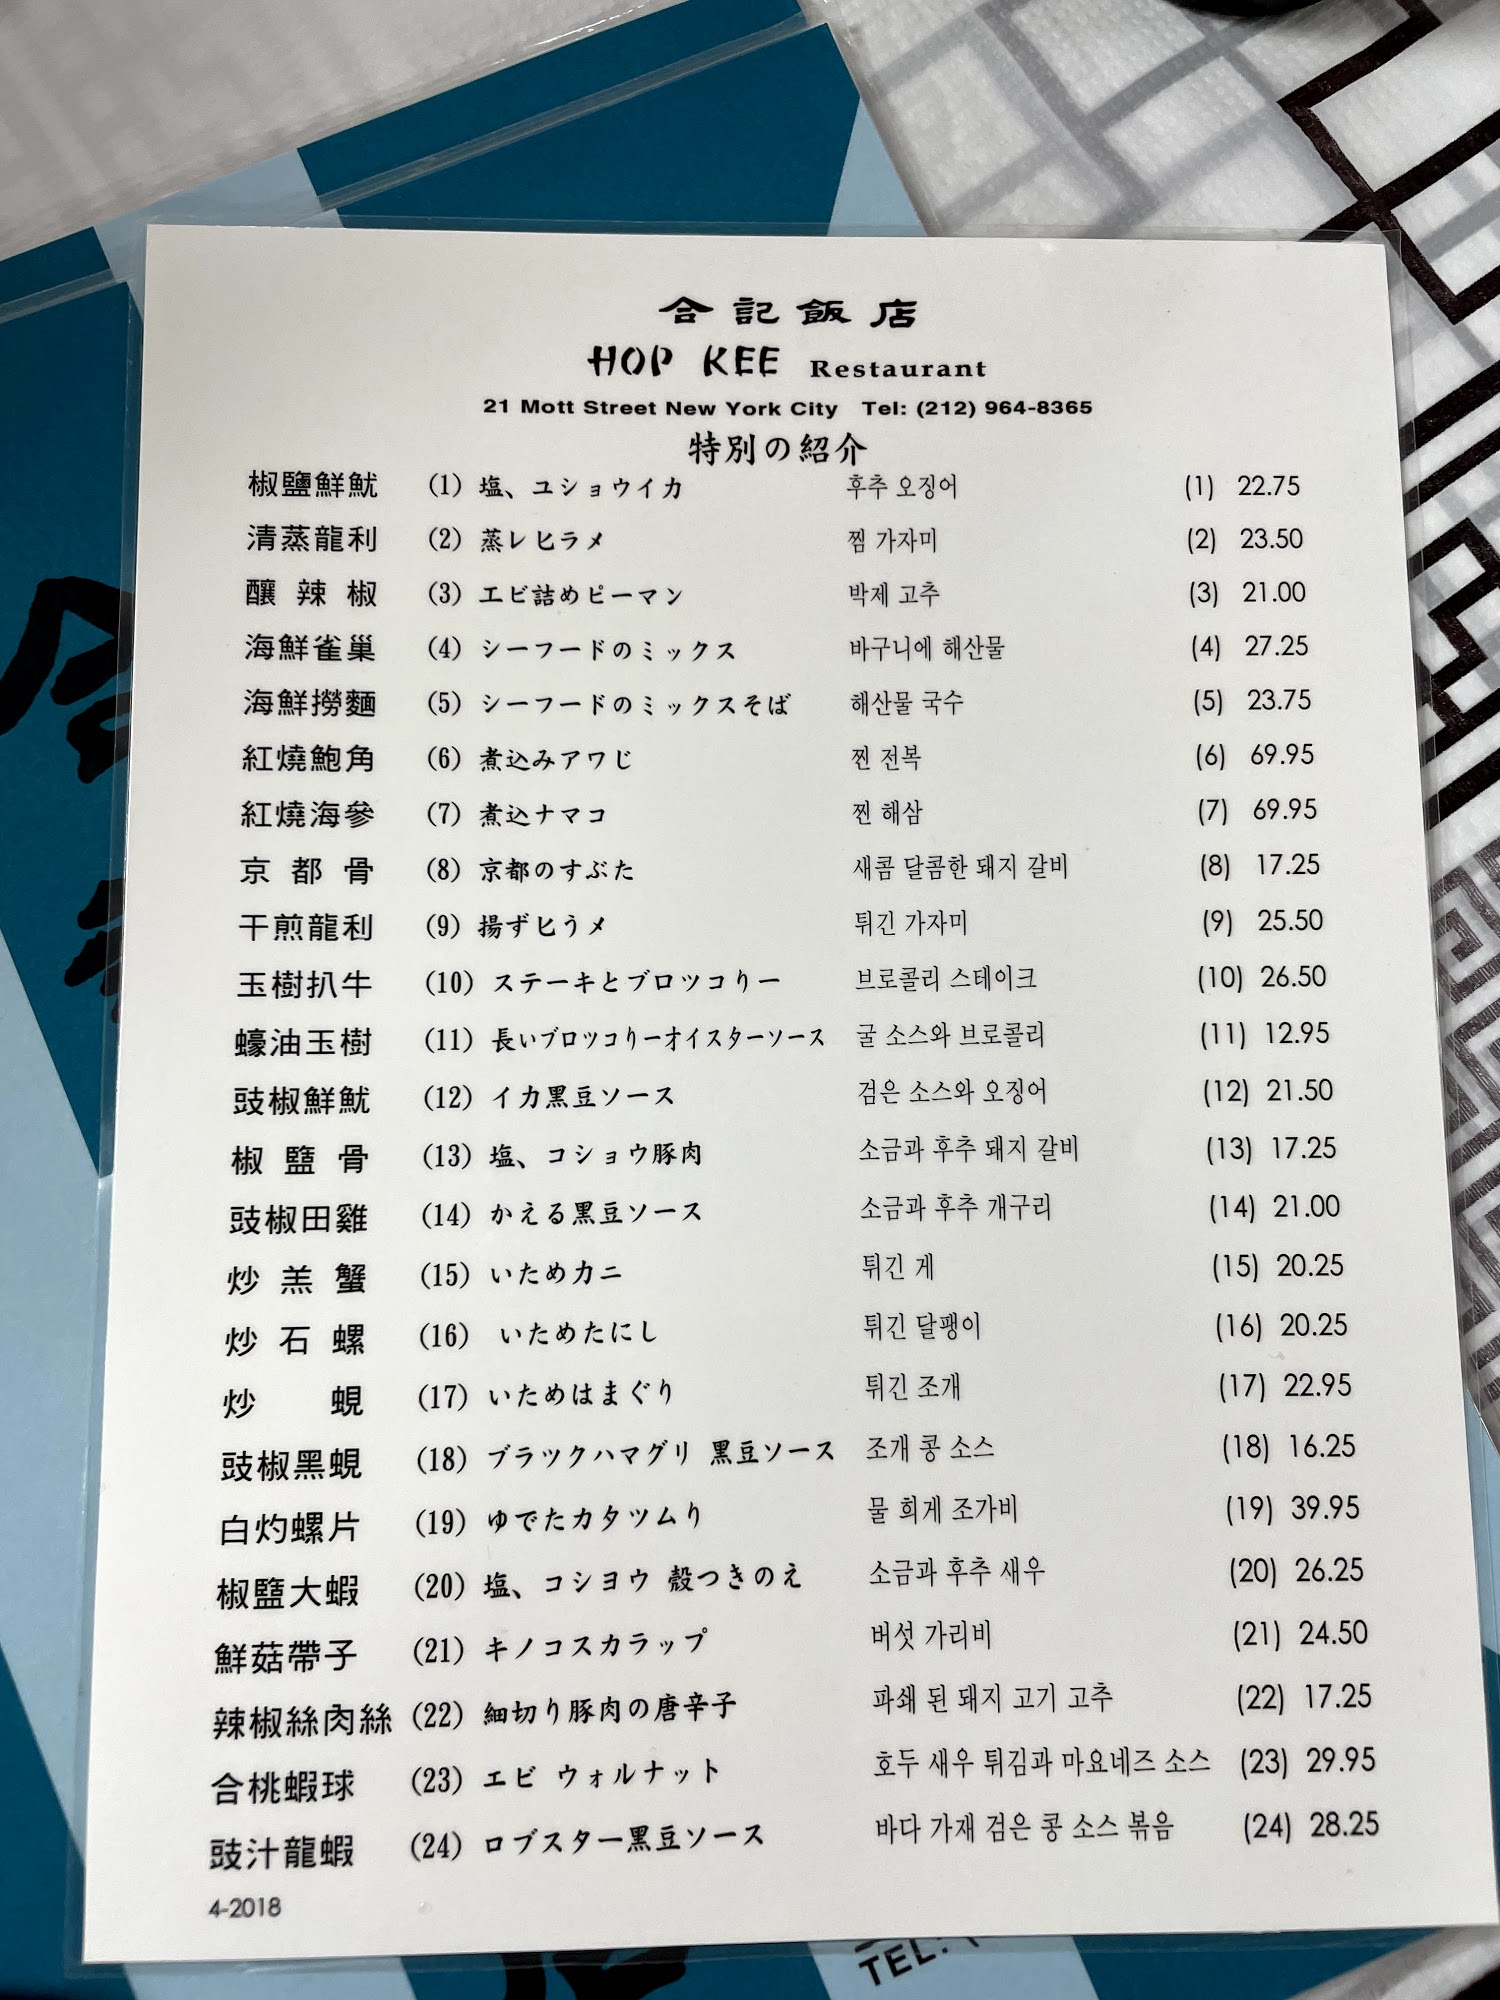 合記飯店
HOP KEE Restaurant
21 Mott Street New York City Tel: (212) 964-8365
特別の紹介
椒鹽鮮魷 (1) 塩、ユショウイカ 후추 오징어 (1) 22.75
清蒸龍利 (2) 蒸レヒラメ 찜 가자미 (2) 23.50
釀辣椒 (3) エビ詰めピーマン 박제 고추 (3) 21.00
海鮮雀巢 (4) シーフードのミックス 바구니에 해산물 (4) 27.25
海鮮撈麵 (5) シーフードのミックスそば 해산물 국수 (5) 23.75
紅燒鮑角 (6) 煮込みアワじ 찐 전복 (6) 69.95
紅燒海參 (7) 煮込ナマコ 찐 해삼 (7) 69.95
京都骨 (8) 京都のすぶた 새콤 달콤한 돼지 갈비 (8) 17.25
干煎龍利 (9) 揚ずヒうメ 튀긴 가자미 (9) 25.50
玉樹扒牛 (10) ステーキとブロツコりー 브로콜리 스테이크 (10) 26.50
蠔油玉樹 (11) 長いブロツコりーオイスターソース 굴 소스와 브로콜리 (11) 12.95
豉椒鮮魷 (12) イカ黒豆ソース 검은 소스와 오징어 (12) 21.50
椒鹽骨 (13) 塩、コショウ豚肉 소금과 후추 돼지 갈비 (13) 17.25
豉椒田雞 (14) かえる黒豆ソース 소금과 후추 개구리 (14) 21.00
炒羔蟹 (15) いためカニ 튀긴 게 (15) 20.25
炒石螺 (16) いためたにし 튀긴 달팽이 (16) 20.25
炒蜆 (17) いためはまぐり 튀긴 조개 (17) 22.95
豉椒黑蜆 (18) ブラツクハマグリ 黒豆ソース 조개 콩 소스 (18) 16.25
白灼螺片 (19) ゆでたカタツムり 물 희게 조가비 (19) 39.95
椒鹽大蝦 (20) 塩、コシヨウ 殻つきのえ 소금과 후추 새우 (20) 26.25
鮮菇帶子 (21) キノコスカラップ 버섯 가리비 (21) 24.50
辣椒絲肉絲 (22) 細切り豚肉の唐辛子 파쇄 된 돼지 고기 고추 (22) 17.25
合桃蝦球 (23) エビ ウォルナット 호두 새우 튀김과 마요네즈 소스 (23) 29.95
豉汁龍蝦 (24) ロブスター黒豆ソース 바다 가재 검은 콩 소스 볶음 (24) 28.25
4-2018
TEL: